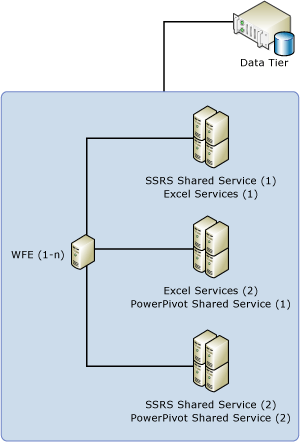 Data Tier
SSRS Shared Service (1)
Excel Services (1)
WFE (1-n)
Excel Services (2)
PowerPivot Shared Service (1)
SSRS Shared Service (2)
PowerPivot Shared Service (2)